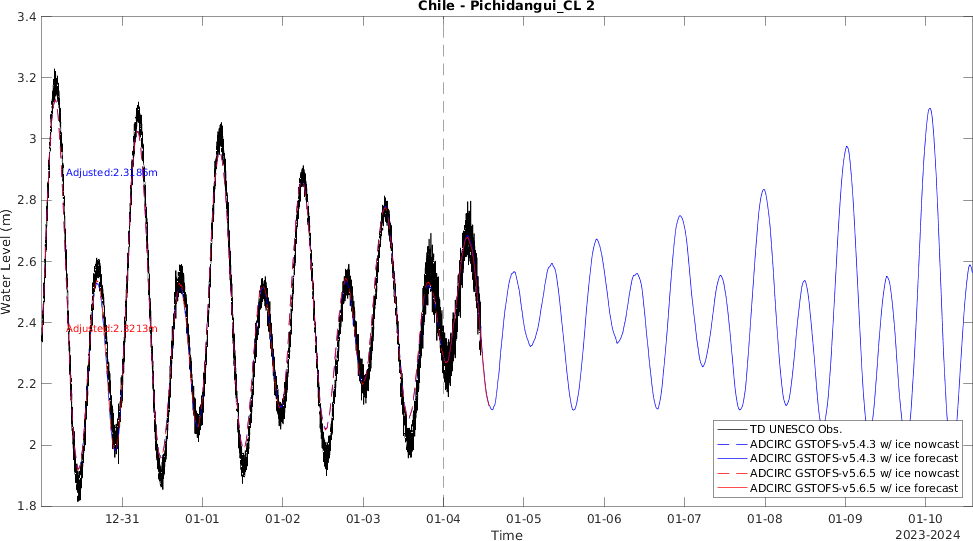 Chile - Pichidangui_CL 2
3.4
3.2
3
2.8
2.6
2.4
2.2
2
1.8
Water Level (m)
Adjusted:2.3186m
Adjusted:2.3213m
TD UNESCO Obs.
ADCIRC GSTOFS-v5.4.3 w/ ice nowcast
ADCIRC GSTOFS-v5.4.3 w/ ice forecast
ADCIRC GSTOFS-v5.6.5 w/ ice nowcast
ADCIRC GSTOFS-v5.6.5 w/ ice forecast
12-31 01-01 01-02 01-03 01-04 01-05 01-06 01-07 01-08 01-09 01-10
Time
2023-2024